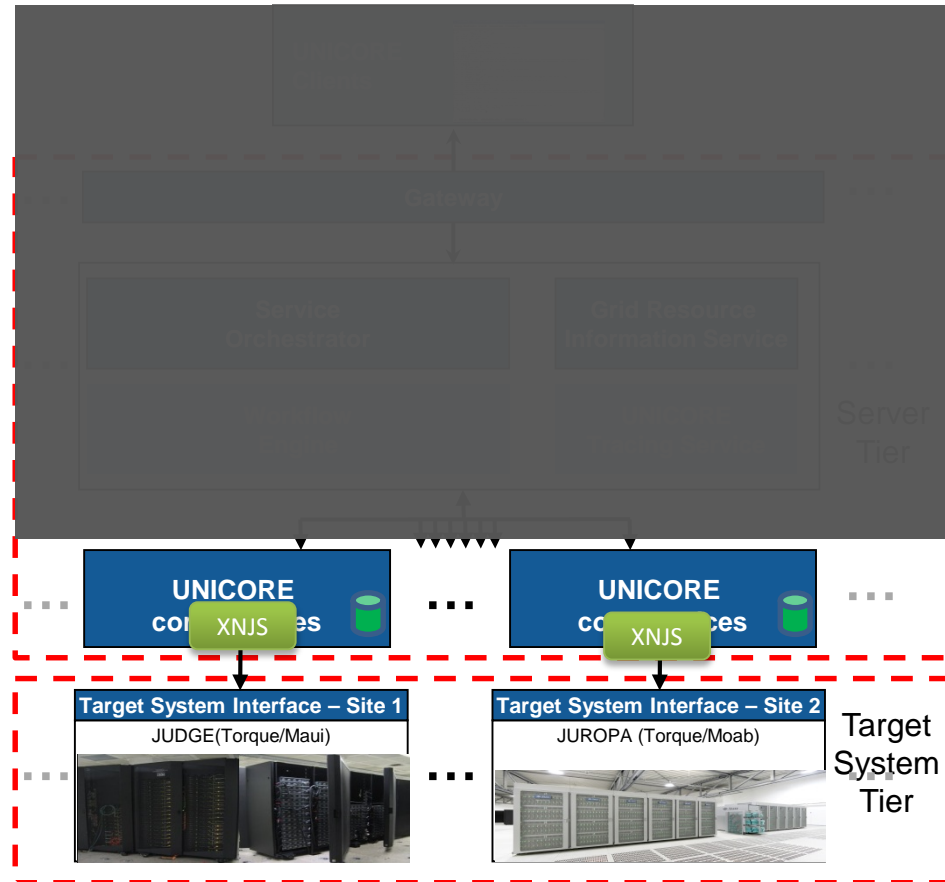 Gateway
Service
Orchestrator
Grid Resource
Information Service
Server
Tier
UNICORE
UNICORE
XNJS
XNJS
Target System Interface – Site 1
JUDGE(Torque/Maui)
Target System Interface – Site 2
JUROPA (Torque/Moab)
Target
System
Tier